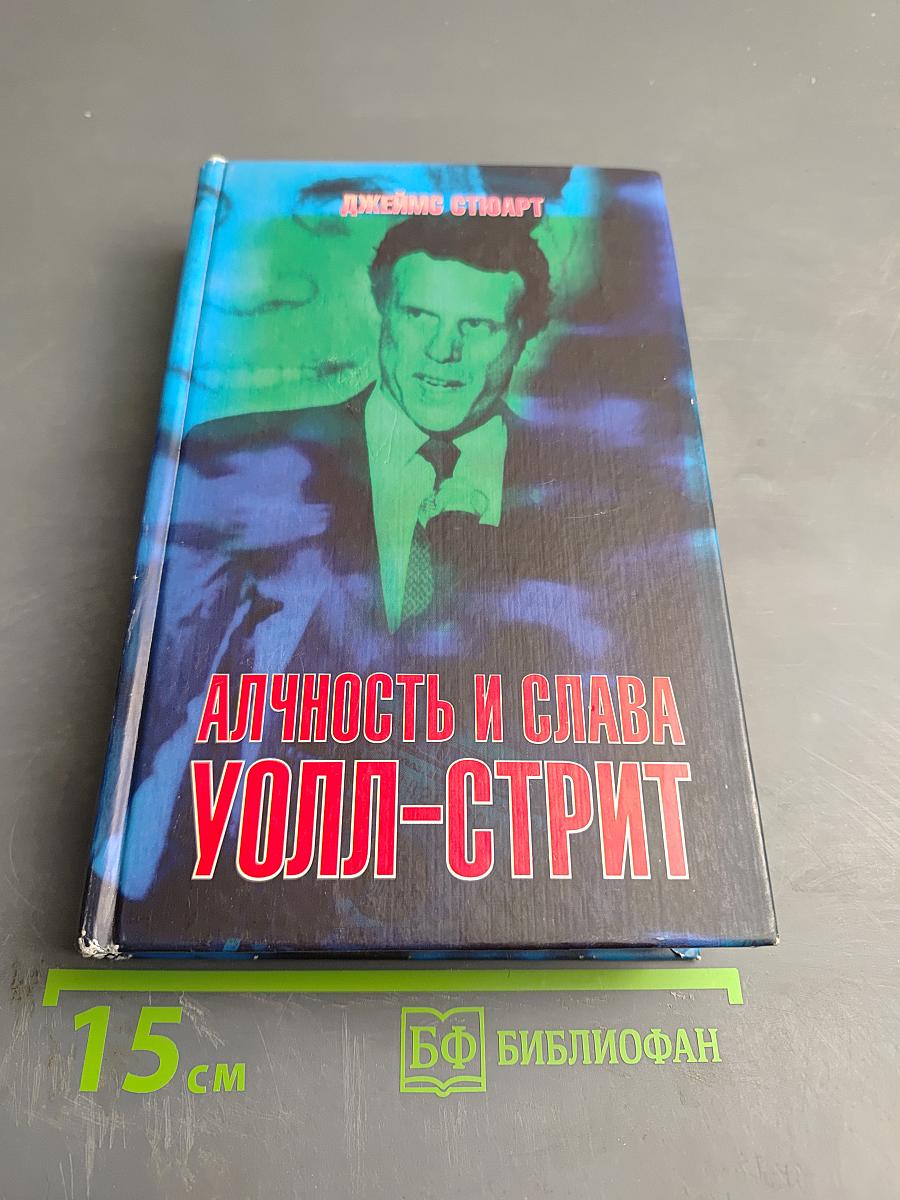 ДЖЕЙМС СТЮАРТ
АЛЧНОСТЬ И СЛАВА
УОЛЛ-СТРИТ
15 см
БФ БИБЛИОФАН